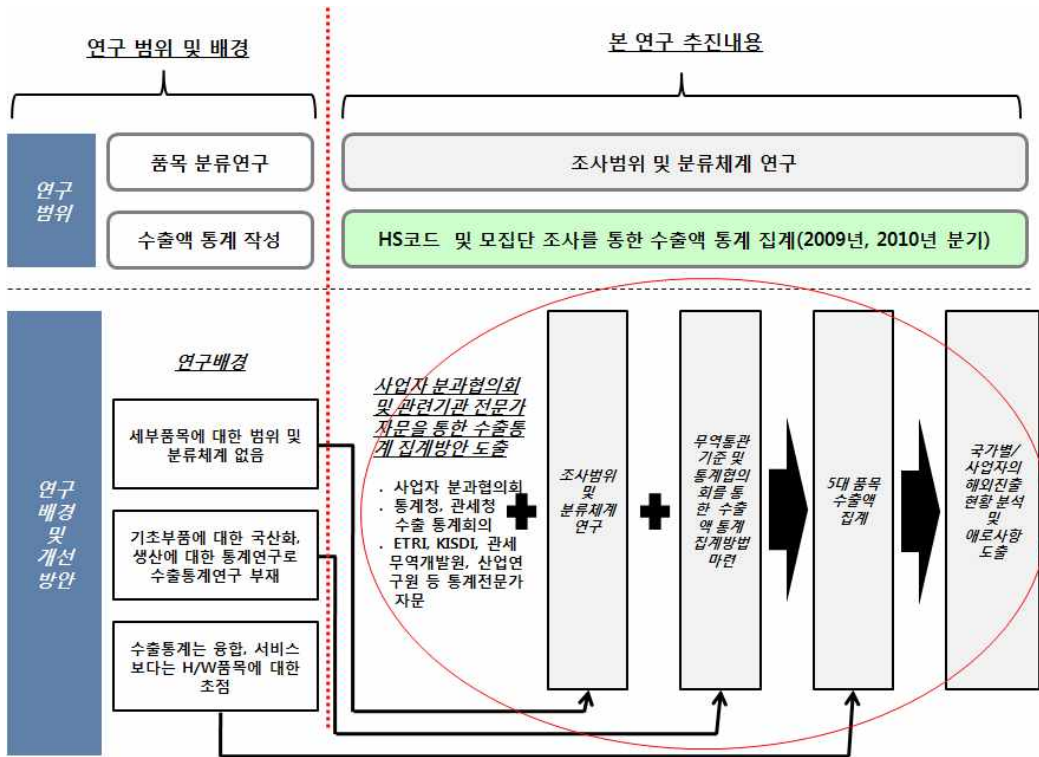 연구 범위 및 배경
본 연구 추진내용
연구
범위
품목 분류연구
조사범위 및 분류체계 연구
수출액 통계 작성
HS코드 및 모집단 조사를 통한 수출액 통계 집계(2009년, 2010년 분기)
연구
배경
및
개선
방안
연구배경
세부품목에 대한 범위 및
분류체계 없음
기초부품에 대한 국산화,
생산에 대한 통계연구로
수출통계연구 부재
수출통계는 융합, 서비스
보다는 H/W품목에 대한
초점
사업자 분과협의회
및 관련기관 전문가
자문을 통한 수출통
계 집계방안 도출
. 사업자 분과협의회
. 통계청, 관세청
수출 통계회의
. ETRI, KISDI, 관세
무역개발원, 산업연
구원 등 통계전문가
자문
조사범위
및
분류체계
연구
무역통관
기준 및
통계협의
회를 통
한 수출
액 통계
집계방법
마련
5대 품목
수출액
집계
국가별/
사업자의
해외진출
현황 분석
및
애로사항
도출